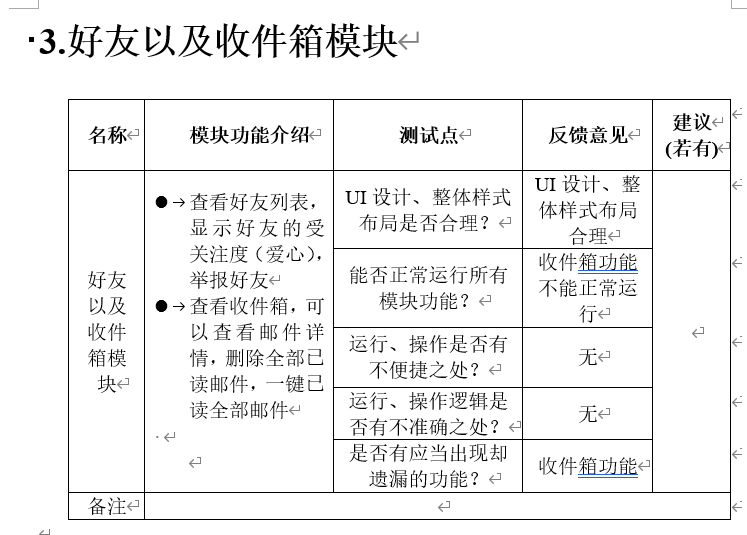 3.好友以及收件箱模块
名称
模块功能介绍
测试点
反馈意见
建议
(若有)
好友
以及
收件
箱模
块
查看好友列表，
显示好友的受
关注度（爱心），
举报好友
查看收件箱，可
以查看邮件详
情，删除全部已
读邮件，一键已
读全部邮件
UI 设计、整体样式
布局是否合理？
UI 设计、整
体样式布局
合理
能否正常运行所有
模块功能？
收件箱功能
不能正常运
行
运行、操作是否有
不便捷之处？
无
运行、操作逻辑是
否有不准确之处？
无
是否有应当出现却
遗漏的功能？
收件箱功能
备注